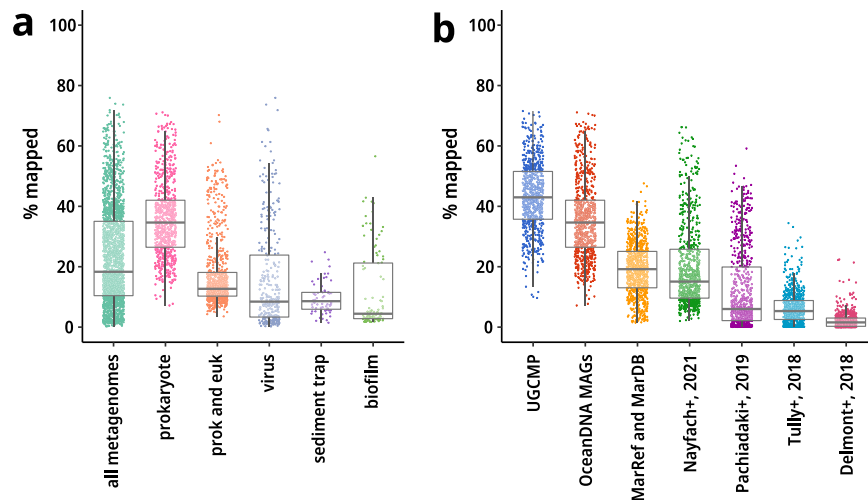 a
% mapped
100
80
60
40
20
0
all metagenomes
prokaryote
prok and euk
virus
sediment trap
biofilm
b
% mapped
100
80
60
40
20
0
UGCMP
OceanDNA MAGs
MarRef and MarDB
Nayfach+, 2021
Pachiadaki+, 2019
Tully+, 2018
Delmont+, 2018